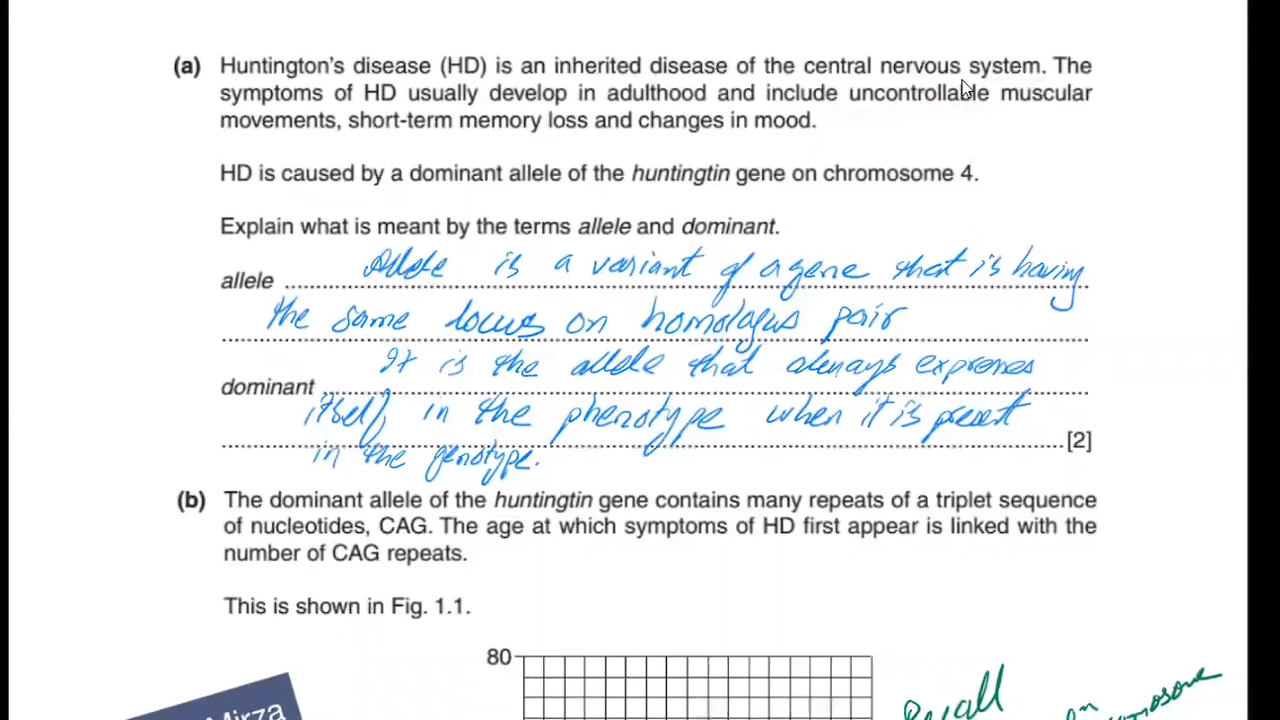 (a) Huntington's disease (HD) is an inherited disease of the central nervous system. The
symptoms of HD usually develop in adulthood and include uncontrollable muscular
movements, short-term memory loss and changes in mood.
HD is caused by a dominant allele of the huntingtin gene on chromosome 4.
Explain what is meant by the terms allele and dominant.
allele Allele is a variant of a gene that is having
the same locus on homologus pair
dominant It is the allele that always expresses
itself in the phenotype when it is present
in the genotype.
[2]
(b) The dominant allele of the huntingtin gene contains many repeats of a triplet sequence
of nucleotides, CAG. The age at which symptoms of HD first appear is linked with the
number of CAG repeats.
This is shown in Fig. 1.1.
80
Recall
Mirza